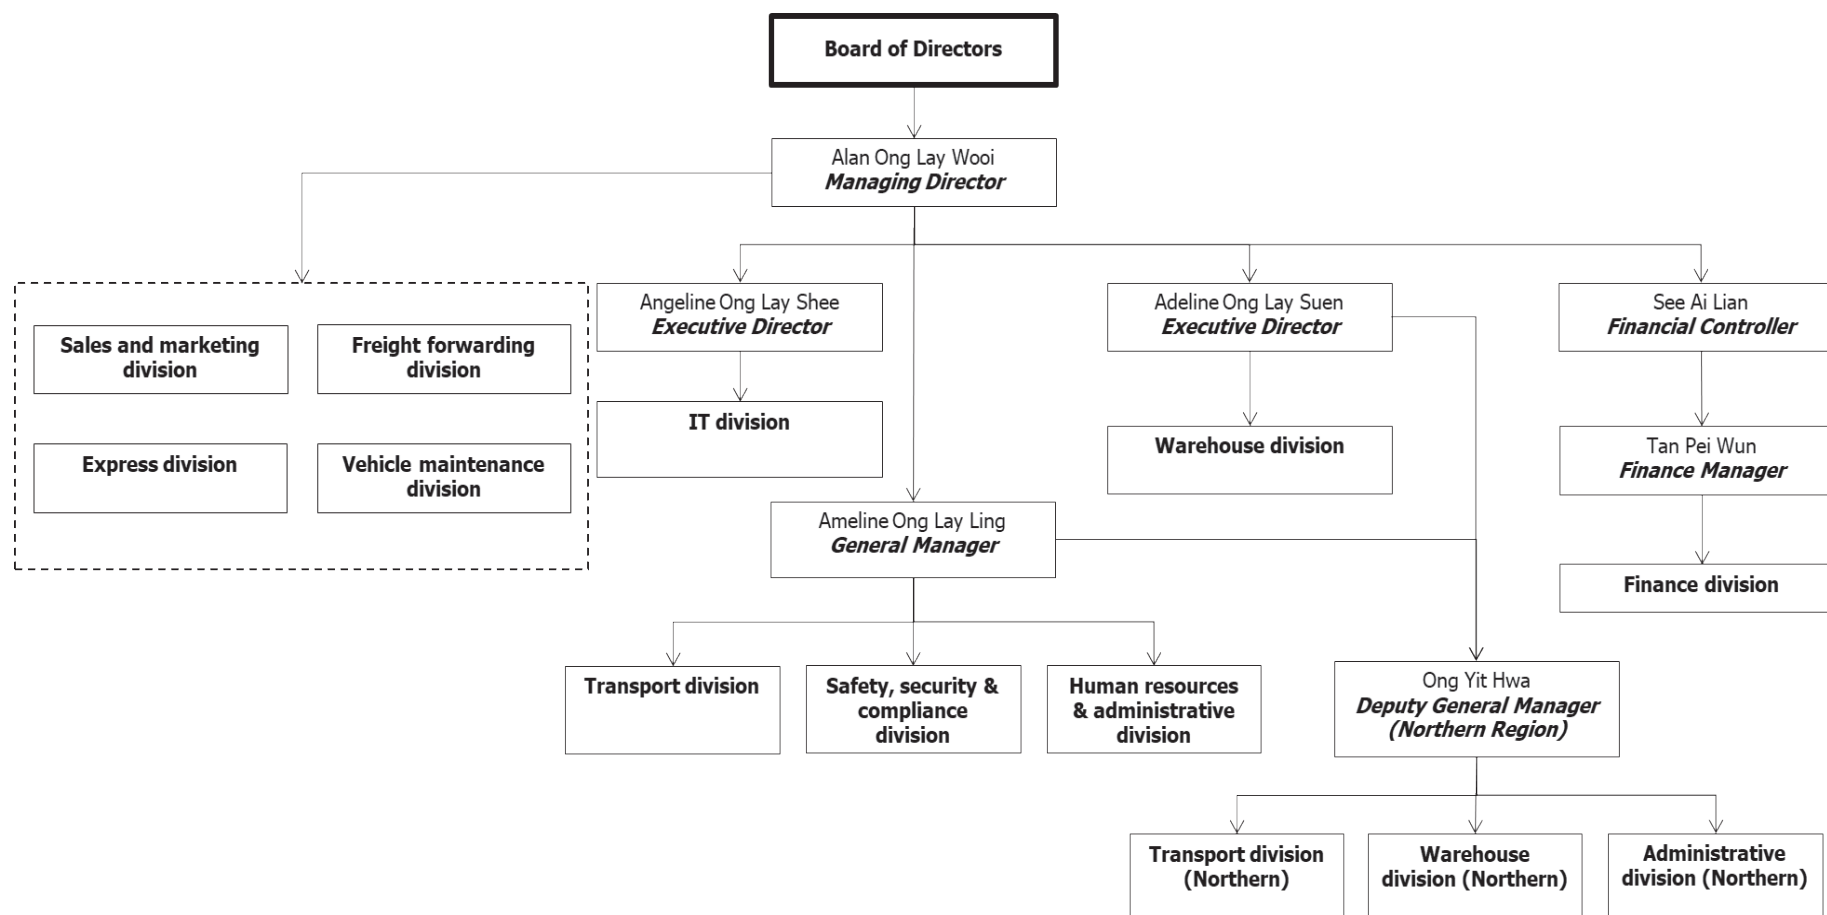 Board of Directors
Alan Ong Lay Wooi
Managing Director
Sales and marketing
division
Freight forwarding
division
Express division
Vehicle maintenance
division
Angeline Ong Lay Shee
Executive Director
IT division
Adeline Ong Lay Suen
Executive Director
Warehouse division
See Ai Lian
Financial Controller
Tan Pei Wun
Finance Manager
Finance division
Ameline Ong Lay Ling
General Manager
Transport division
Safety, security &
compliance
division
Human resources
& administrative
division
Ong Yit Hwa
Deputy General Manager
(Northern Region)
Transport division
(Northern)
Warehouse
division (Northern)
Administrative
division (Northern)